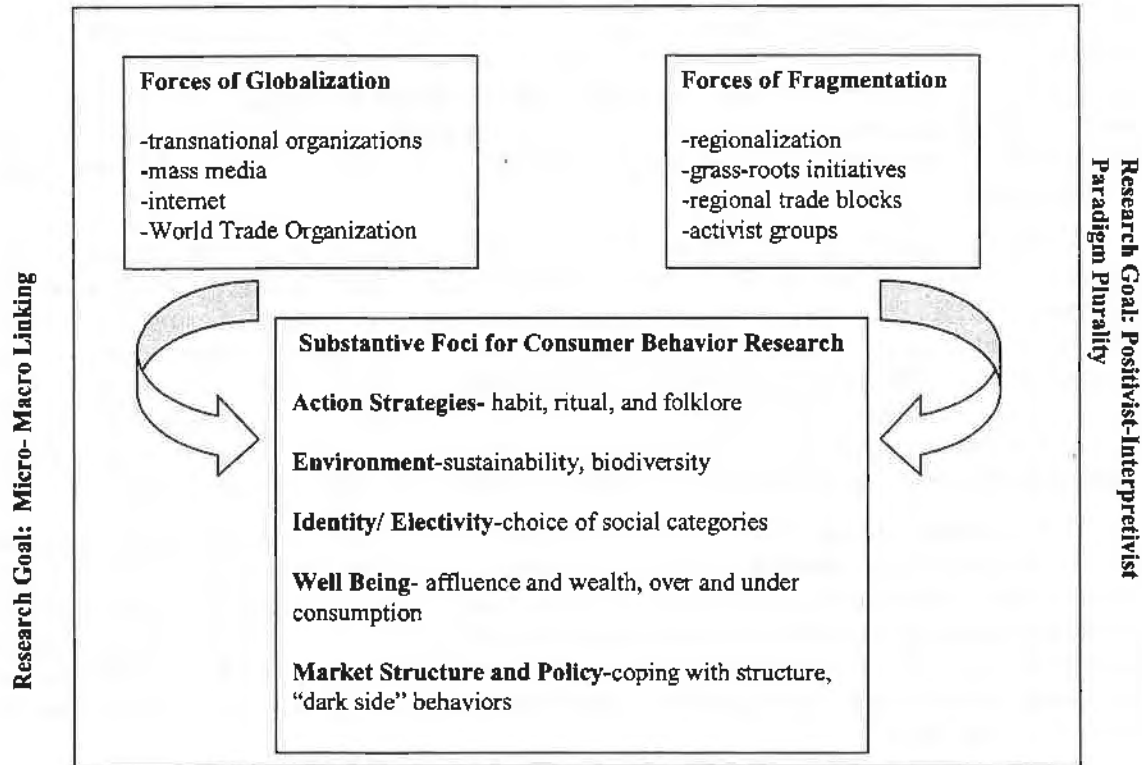 Forces of Globalization
-transnational organizations
-mass media
-internet
-World Trade Organization
Forces of Fragmentation
-regionalization
-grass-roots initiatives
-regional trade blocks
-activist groups
Substantive Foci for Consumer Behavior Research
Action Strategies- habit, ritual, and folklore
Environment-sustainability, biodiversity
Identity/ Electivity-choice of social categories
Well Being- affluence and wealth, over and under
consumption
Market Structure and Policy-coping with structure,
“dark side” behaviors
Research Goal: Micro- Macro Linking
Research Goal: Positivist-Interpretivist
Paradigm Plurality